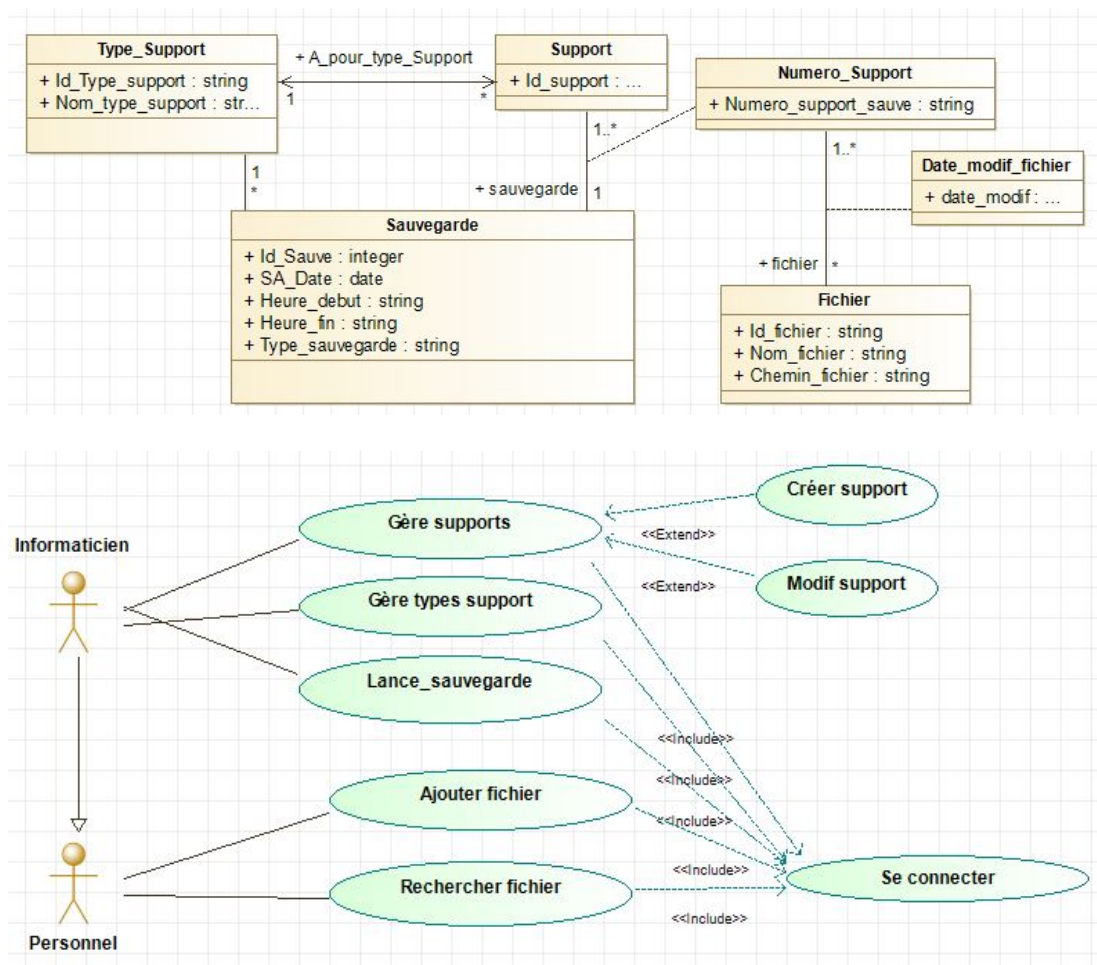 Type_Support
+ Id_Type_support : string
+ Nom_type_support : str...
+ A_pour_type_Support
1
*
Support
+ Id_support : ...
Numero_Support
+ Numero_support_sauve : string
1..*
1..*
Date_modif_fichier
+ date_modif : ...
1
*
+ sauvegarde
1
Sauvegarde
+ Id_Sauve : integer
+ SA_Date : date
+ Heure_debut : string
+ Heure_fin : string
+ Type_sauvegarde : string
+ fichier
*
Fichier
+ Id_fichier : string
+ Nom_fichier : string
+ Chemin_fichier : string
Créer support
Gère supports
<<Extend>>
Informaticien
<<Extend>>
Modif support
Gère types support
Lance_sauvegarde
<<Include>>
<<Include>>
Ajouter fichier
<<Include>>
<<Include>>
Se connecter
Rechercher fichier
<<Include>>
Personnel